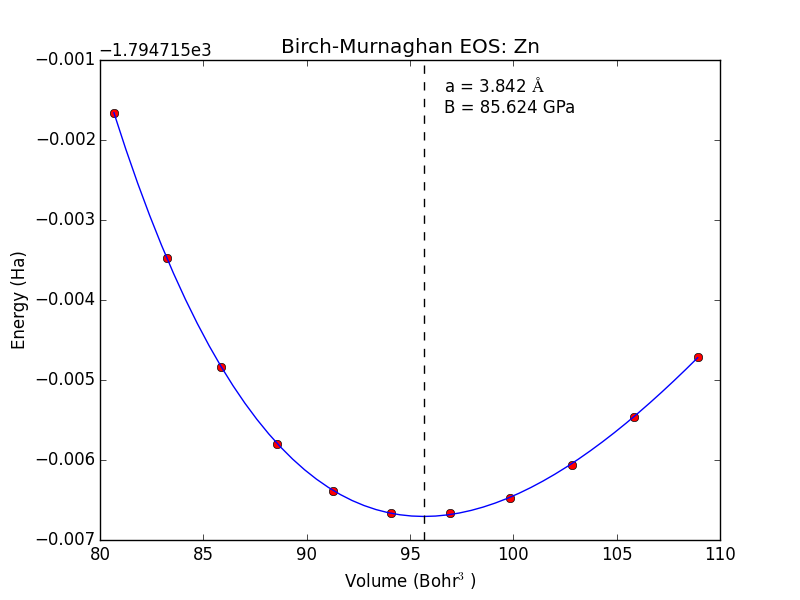 Birch-Murnaghan EOS: Zn
−1.794715e3
a = 3.842 Å
B = 85.624 GPa
−0.001
−0.002
−0.003
−0.004
−0.005
−0.006
−0.007
Energy (Ha)
80 85 90 95 100 105 110
Volume (Bohr³ )